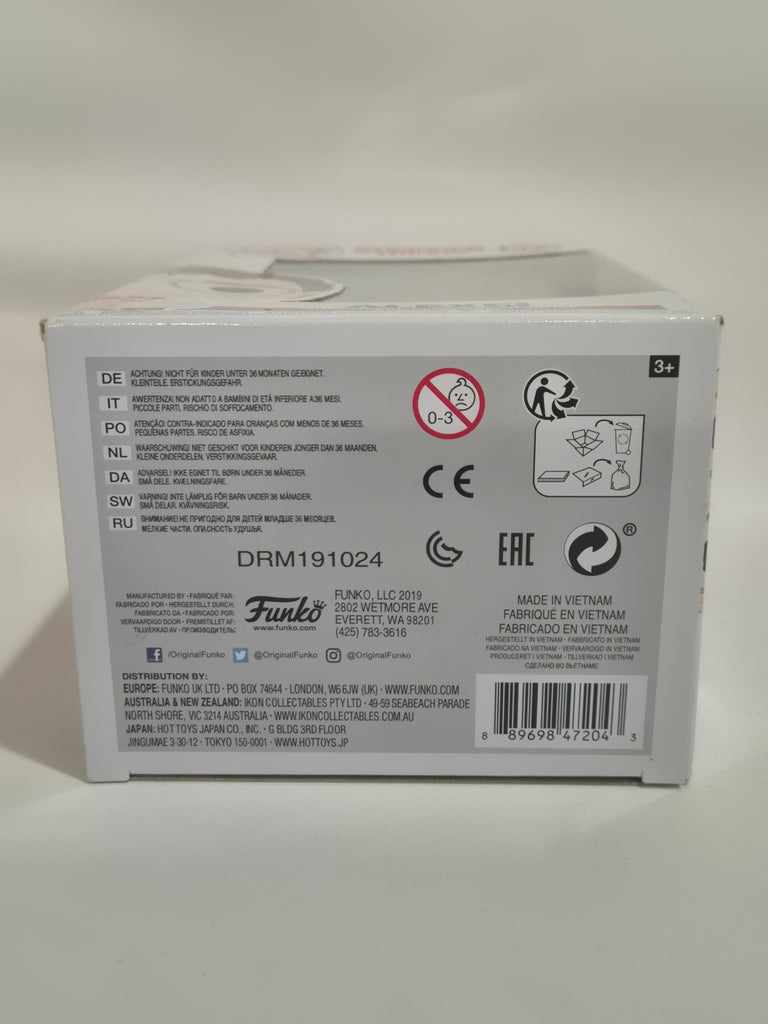 ALEXEI
3+
DE ACHTUNG! NICHT FÜR KINDER UNTER 36 MONATEN GEEIGNET.
KLEINTEILE. ERSTICKUNGSGEFAHR.
IT AVVERTENZA! NON ADATTO A BAMBINI DI ETÀ INFERIORE A 36 MESI.
PICCOLE PARTI. RISCHIO DI SOFFOCAMENTO.
PO ATENÇÃO! CONTRA-INDICADO PARA CRIANÇAS COM MENOS DE 36 MESES.
PEQUENAS PARTES. RISCO DE ASFIXIA.
NL WAARSCHUWING! NIET GESCHIKT VOOR KINDEREN JONGER DAN 36 MAANDEN.
KLEINE ONDERDELEN. VERSTIKKINGSGEVAAR.
DA ADVARSEL! IKKE EGNET TIL BØRN UNDER 36 MÅNEDER.
SMÅ DELE. KVÆLNINGSFARE.
SW VARNING! INTE LÄMPLIG FÖR BARN UNDER 36 MÅNADER.
SMÅ DELAR. KVÄVNINGSRISK.
RU ВНИМАНИЕ! НЕ ПРИГОДНО ДЛЯ ДЕТЕЙ МЛАДШЕ 36 МЕСЯЦЕВ.
МЕЛКИЕ ЧАСТИ. ОПАСНОСТЬ УДУШЬЯ.
0-3
CE
EAC
®
DRM191024
MANUFACTURED BY • FABRIQUÉ PAR:
FABRICADO POR • HERGESTELLT DURCH:
FABBRICATO DA • FABRICADO POR:
VERVAARDIGD DOOR • FREMSTILLET AF:
TILLVERKAD AV • ПРОИЗВОДИТЕЛЬ:
Funko
www.funko.com
FUNKO, LLC 2019
2802 WETMORE AVE
EVERETT, WA 98201
(425) 783-3616
MADE IN VIETNAM
FABRIQUÉ EN VIETNAM
FABRICADO EN VIETNAM
HERGESTELLT IN VIETNAM • FABBRICATO IN VIETNAM
FABRICADO NA VIETNAM • VERVAARDIGD IN VIETNAM
PRODUCERET I VIETNAM • TILLVERKAD I VIETNAM
СДЕЛАНО ВО ВЬЕТНАМЕ
/OriginalFunko @OriginalFunko @OriginalFunko
DISTRIBUTION BY:
EUROPE: FUNKO UK LTD • PO BOX 74644 • LONDON, W6 6JW (UK) • WWW.FUNKO.COM
AUSTRALIA & NEW ZEALAND: IKON COLLECTABLES PTY LTD • 49-59 SEABEACH PARADE
NORTH SHORE, VIC 3214 AUSTRALIA • WWW.IKONCOLLECTABLES.COM.AU
JAPAN: HOT TOYS JAPAN CO., INC. • G BLDG 3RD FLOOR
JINGUMAE 3-30-12 • TOKYO 150-0001 • WWW.HOTTOYS.JP
8 89698 47204 3